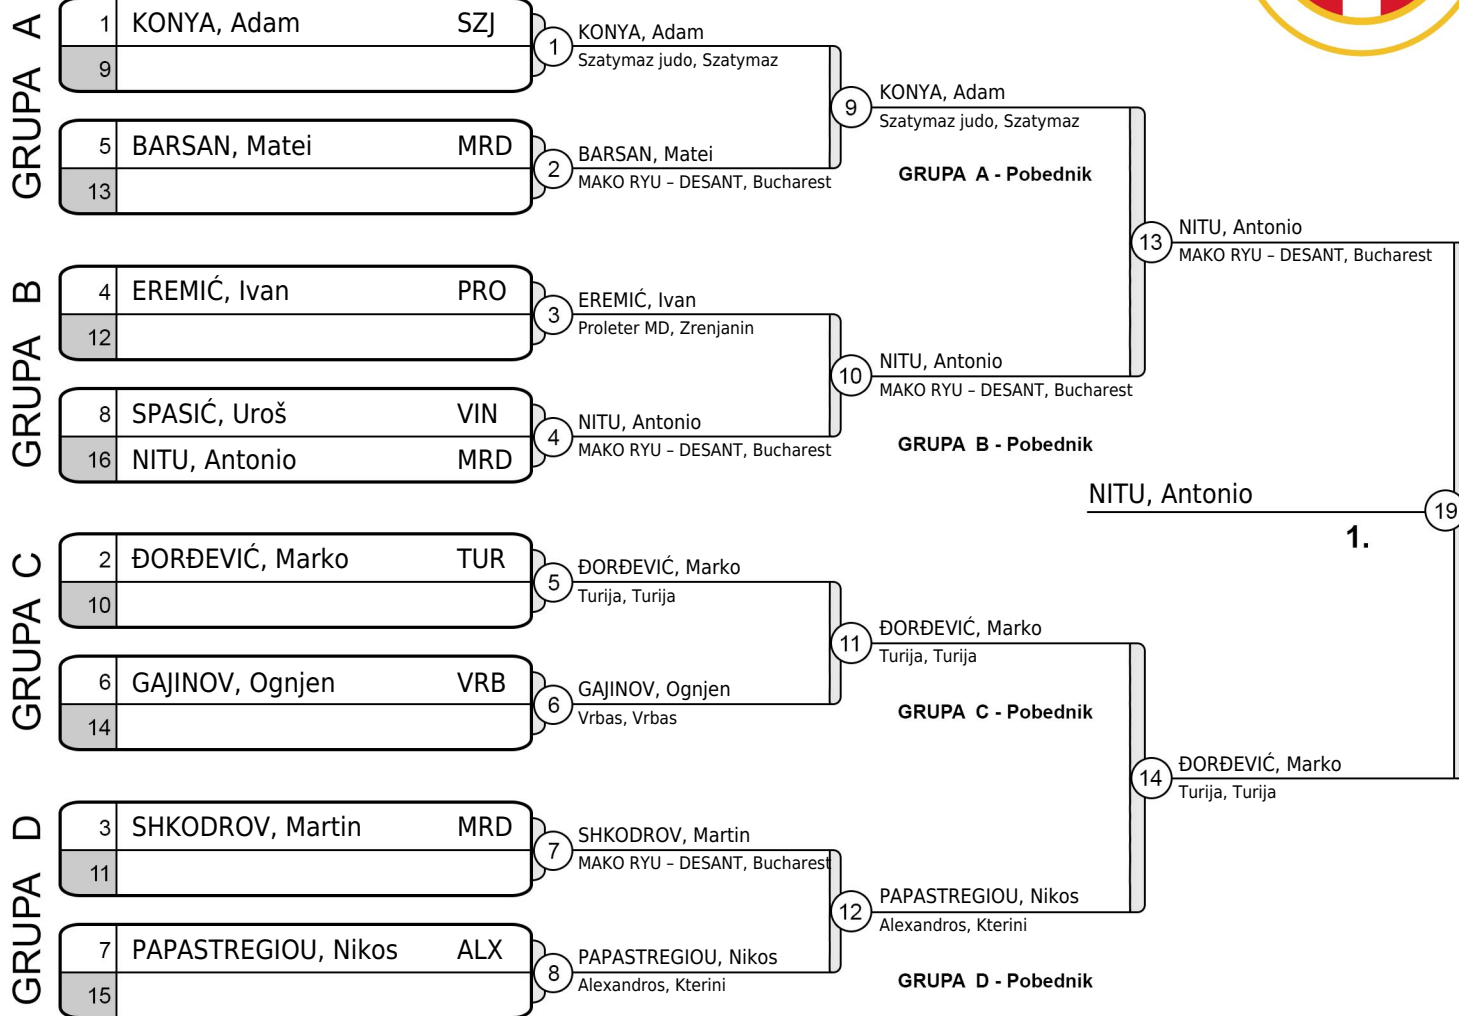 GRUPA A
1 KONYA, Adam SZJ
9
5 BARSAN, Matei MRD
13
GRUPA B
4 EREMIĆ, Ivan PRO
12
8 SPASIĆ, Uroš VIN
16 NITU, Antonio MRD
GRUPA C
2 ĐORĐEVIĆ, Marko TUR
10
6 GAJINOV, Ognjen VRB
14
GRUPA D
3 SHKODROV, Martin MRD
11
7 PAPASTREGIOU, Nikos ALX
15
1 KONYA, Adam
Szatymaz judo, Szatymaz
2 BARSAN, Matei
MAKO RYU – DESANT, Bucharest
3 EREMIĆ, Ivan
Proleter MD, Zrenjanin
4 NITU, Antonio
MAKO RYU – DESANT, Bucharest
5 ĐORĐEVIĆ, Marko
Turija, Turija
6 GAJINOV, Ognjen
Vrbas, Vrbas
7 SHKODROV, Martin
MAKO RYU – DESANT, Bucharest
8 PAPASTREGIOU, Nikos
Alexandros, Kterini
9 KONYA, Adam
Szatymaz judo, Szatymaz
GRUPA A - Pobednik
10 NITU, Antonio
MAKO RYU – DESANT, Bucharest
GRUPA B - Pobednik
11 ĐORĐEVIĆ, Marko
Turija, Turija
GRUPA C - Pobednik
12 PAPASTREGIOU, Nikos
Alexandros, Kterini
GRUPA D - Pobednik
13 NITU, Antonio
MAKO RYU – DESANT, Bucharest
14 ĐORĐEVIĆ, Marko
Turija, Turija
NITU, Antonio 19
1.